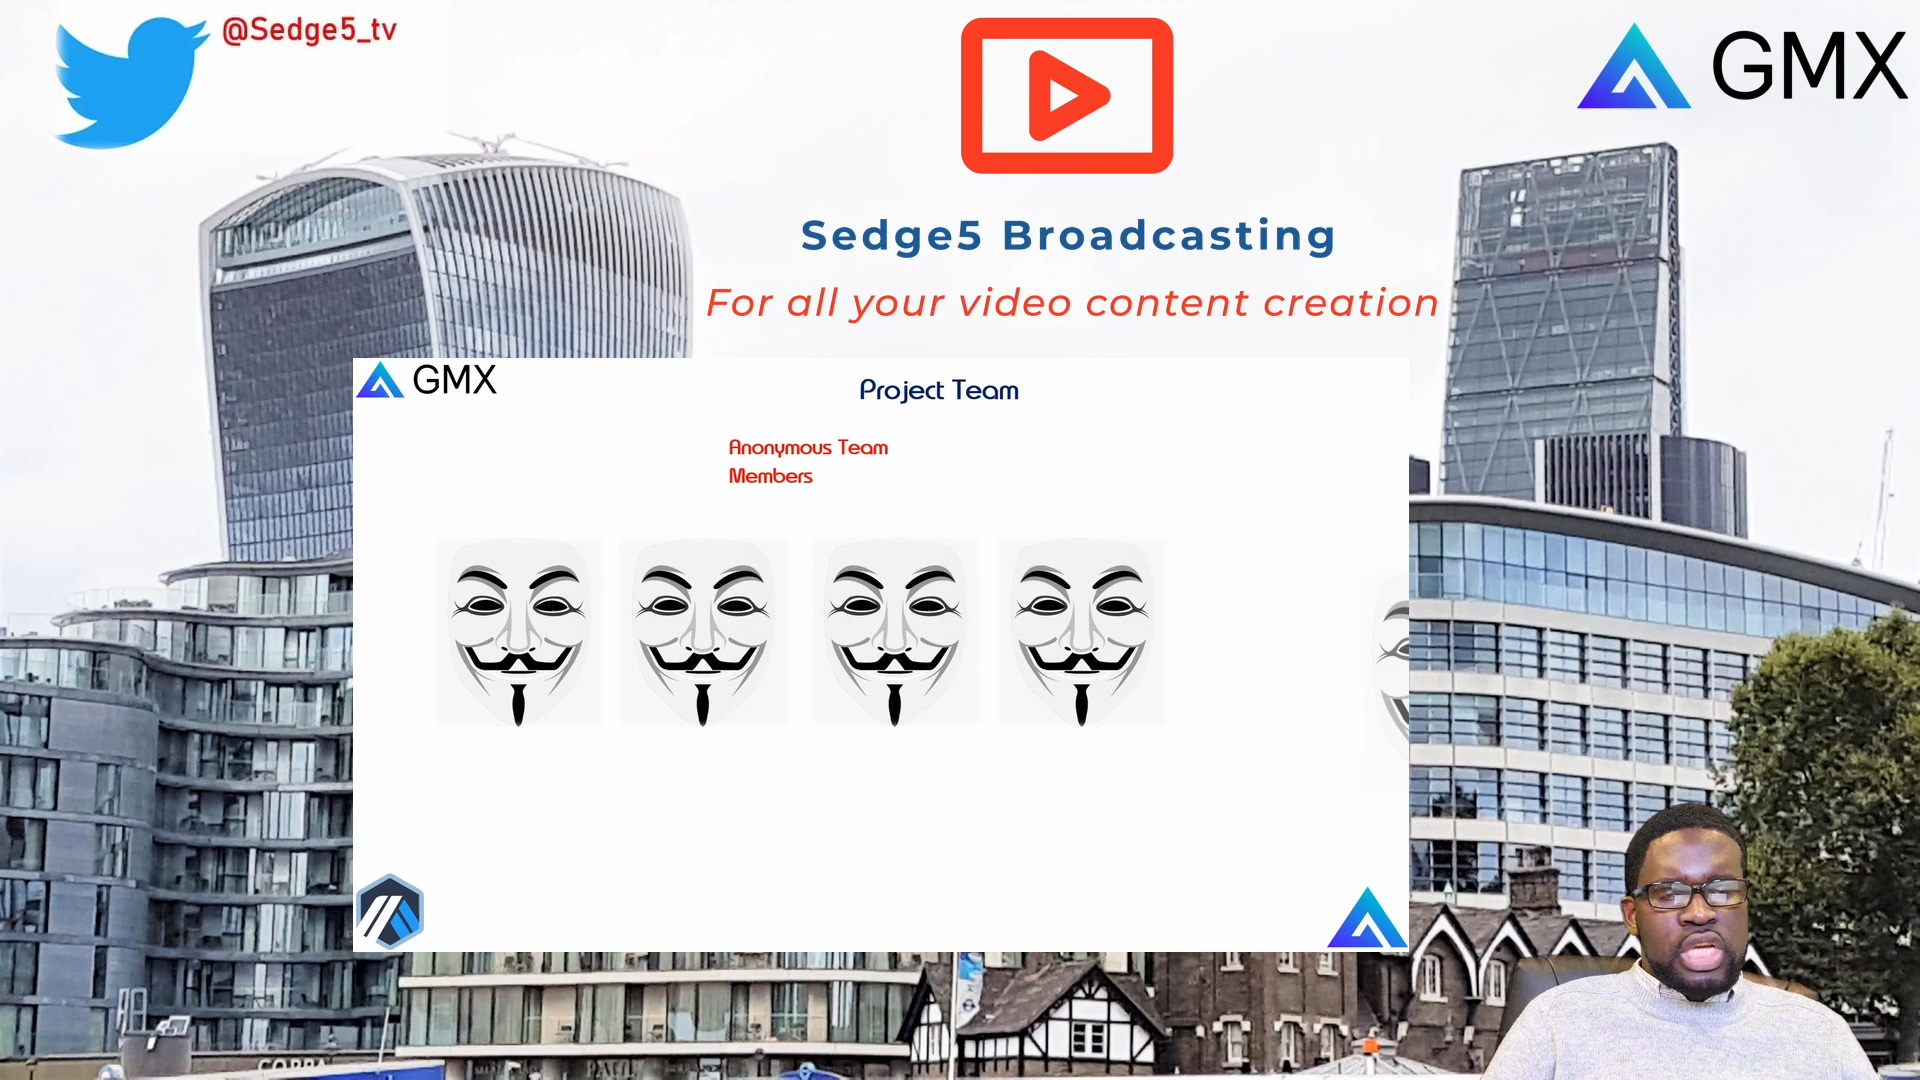 @Sedge5_tv
GMX
Sedge5 Broadcasting
For all your video content creation
GMX
Project Team
Anonymous Team
Members